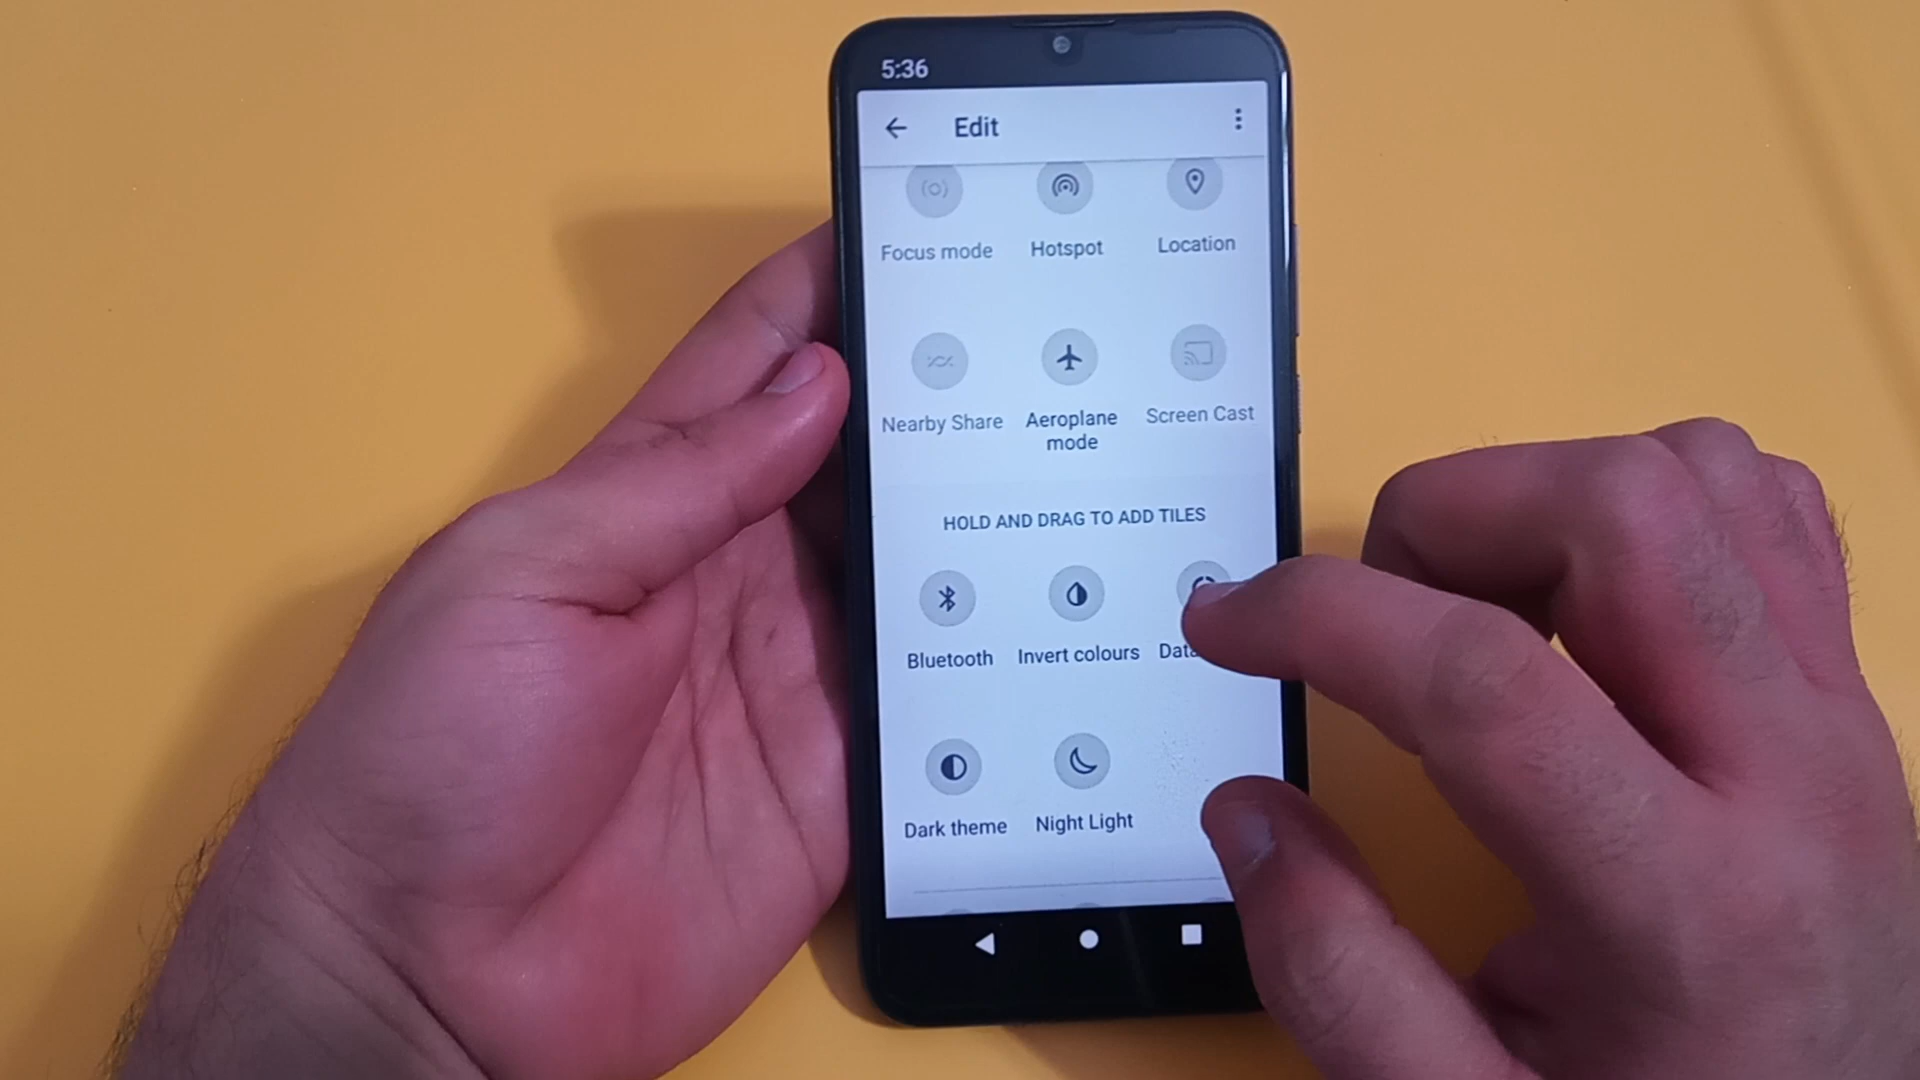 5:36
Edit
Focus mode
Hotspot
Location
Nearby Share
Aeroplane
mode
Screen Cast
HOLD AND DRAG TO ADD TILES
Bluetooth
Invert colours
Dark theme
Night Light